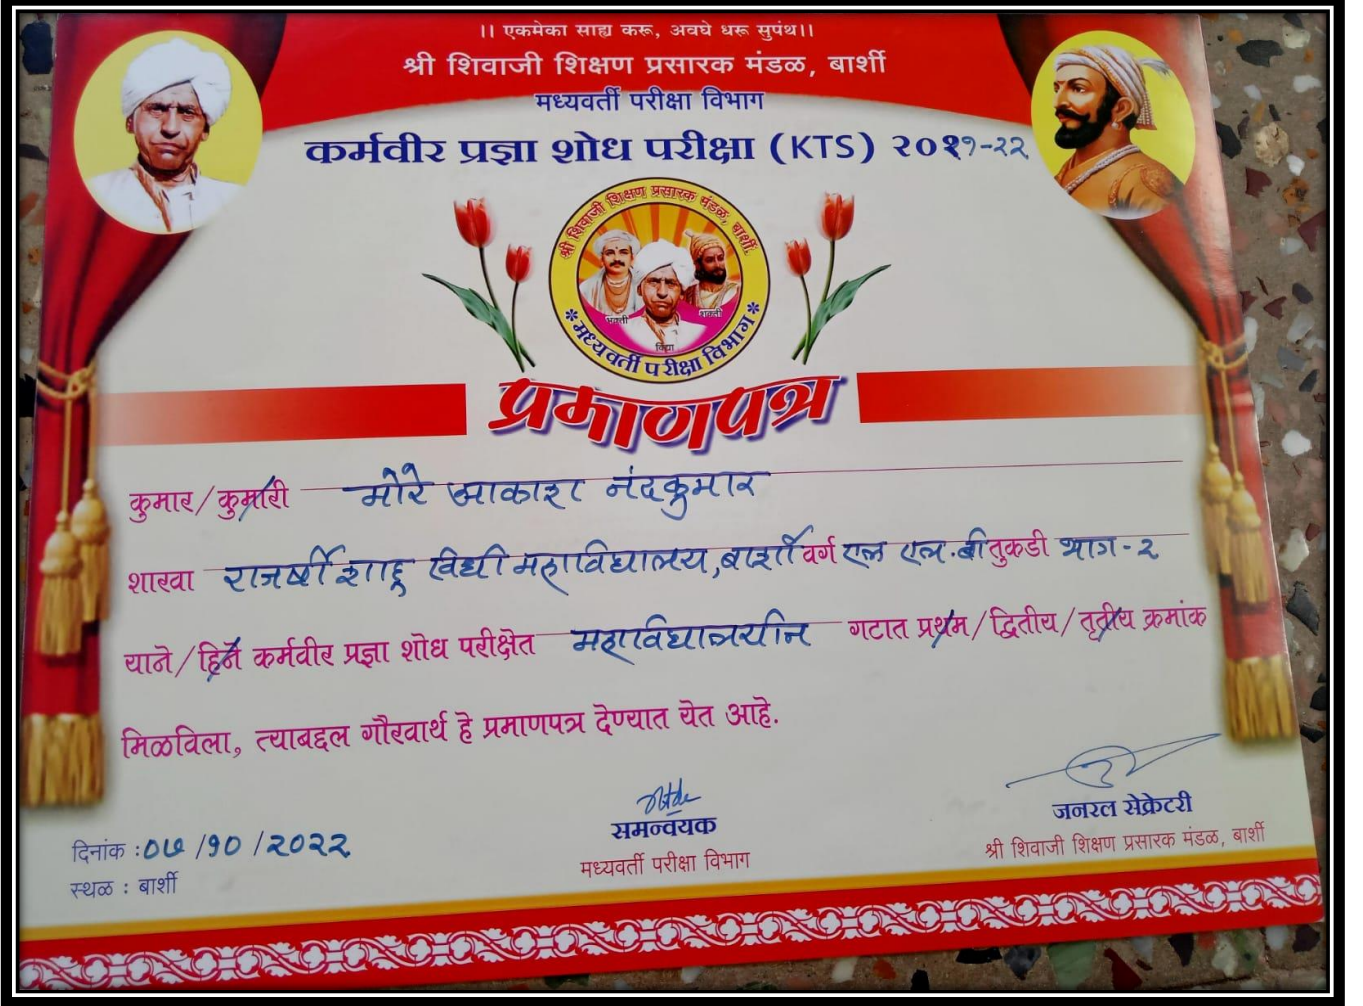 ।। एकमेका साह्य करू, अवघे धरू सुपंथ।।
श्री शिवाजी शिक्षण प्रसारक मंडळ, बार्शी
मध्यवर्ती परीक्षा विभाग
कर्मवीर प्रज्ञा शोध परीक्षा (KTS) २०२१-२२
श्री शिवाजी शिक्षण प्रसारक मंडळ, बार्शी.
भक्ती
शक्ती
विद्या
* मध्यवर्ती परीक्षा विभाग *
प्रमाणपत्र
कुमार/कुमारी मोरे आकाश नंदकुमार
शाखा राजर्षी शाहू विधी महाविद्यालय, बार्शी वर्ग एल एल.बी तुकडी भाग-२
याने/हिने कर्मवीर प्रज्ञा शोध परीक्षेत महाविद्यालयीन गटात प्रथम/द्वितीय/तृतीय क्रमांक
मिळविला, त्याबद्दल गौरवार्थ हे प्रमाणपत्र देण्यात येत आहे.
समन्वयक
मध्यवर्ती परीक्षा विभाग
जनरल सेक्रेटरी
श्री शिवाजी शिक्षण प्रसारक मंडळ, बार्शी
दिनांक :०७/१०/२०२२
स्थळ : बार्शी